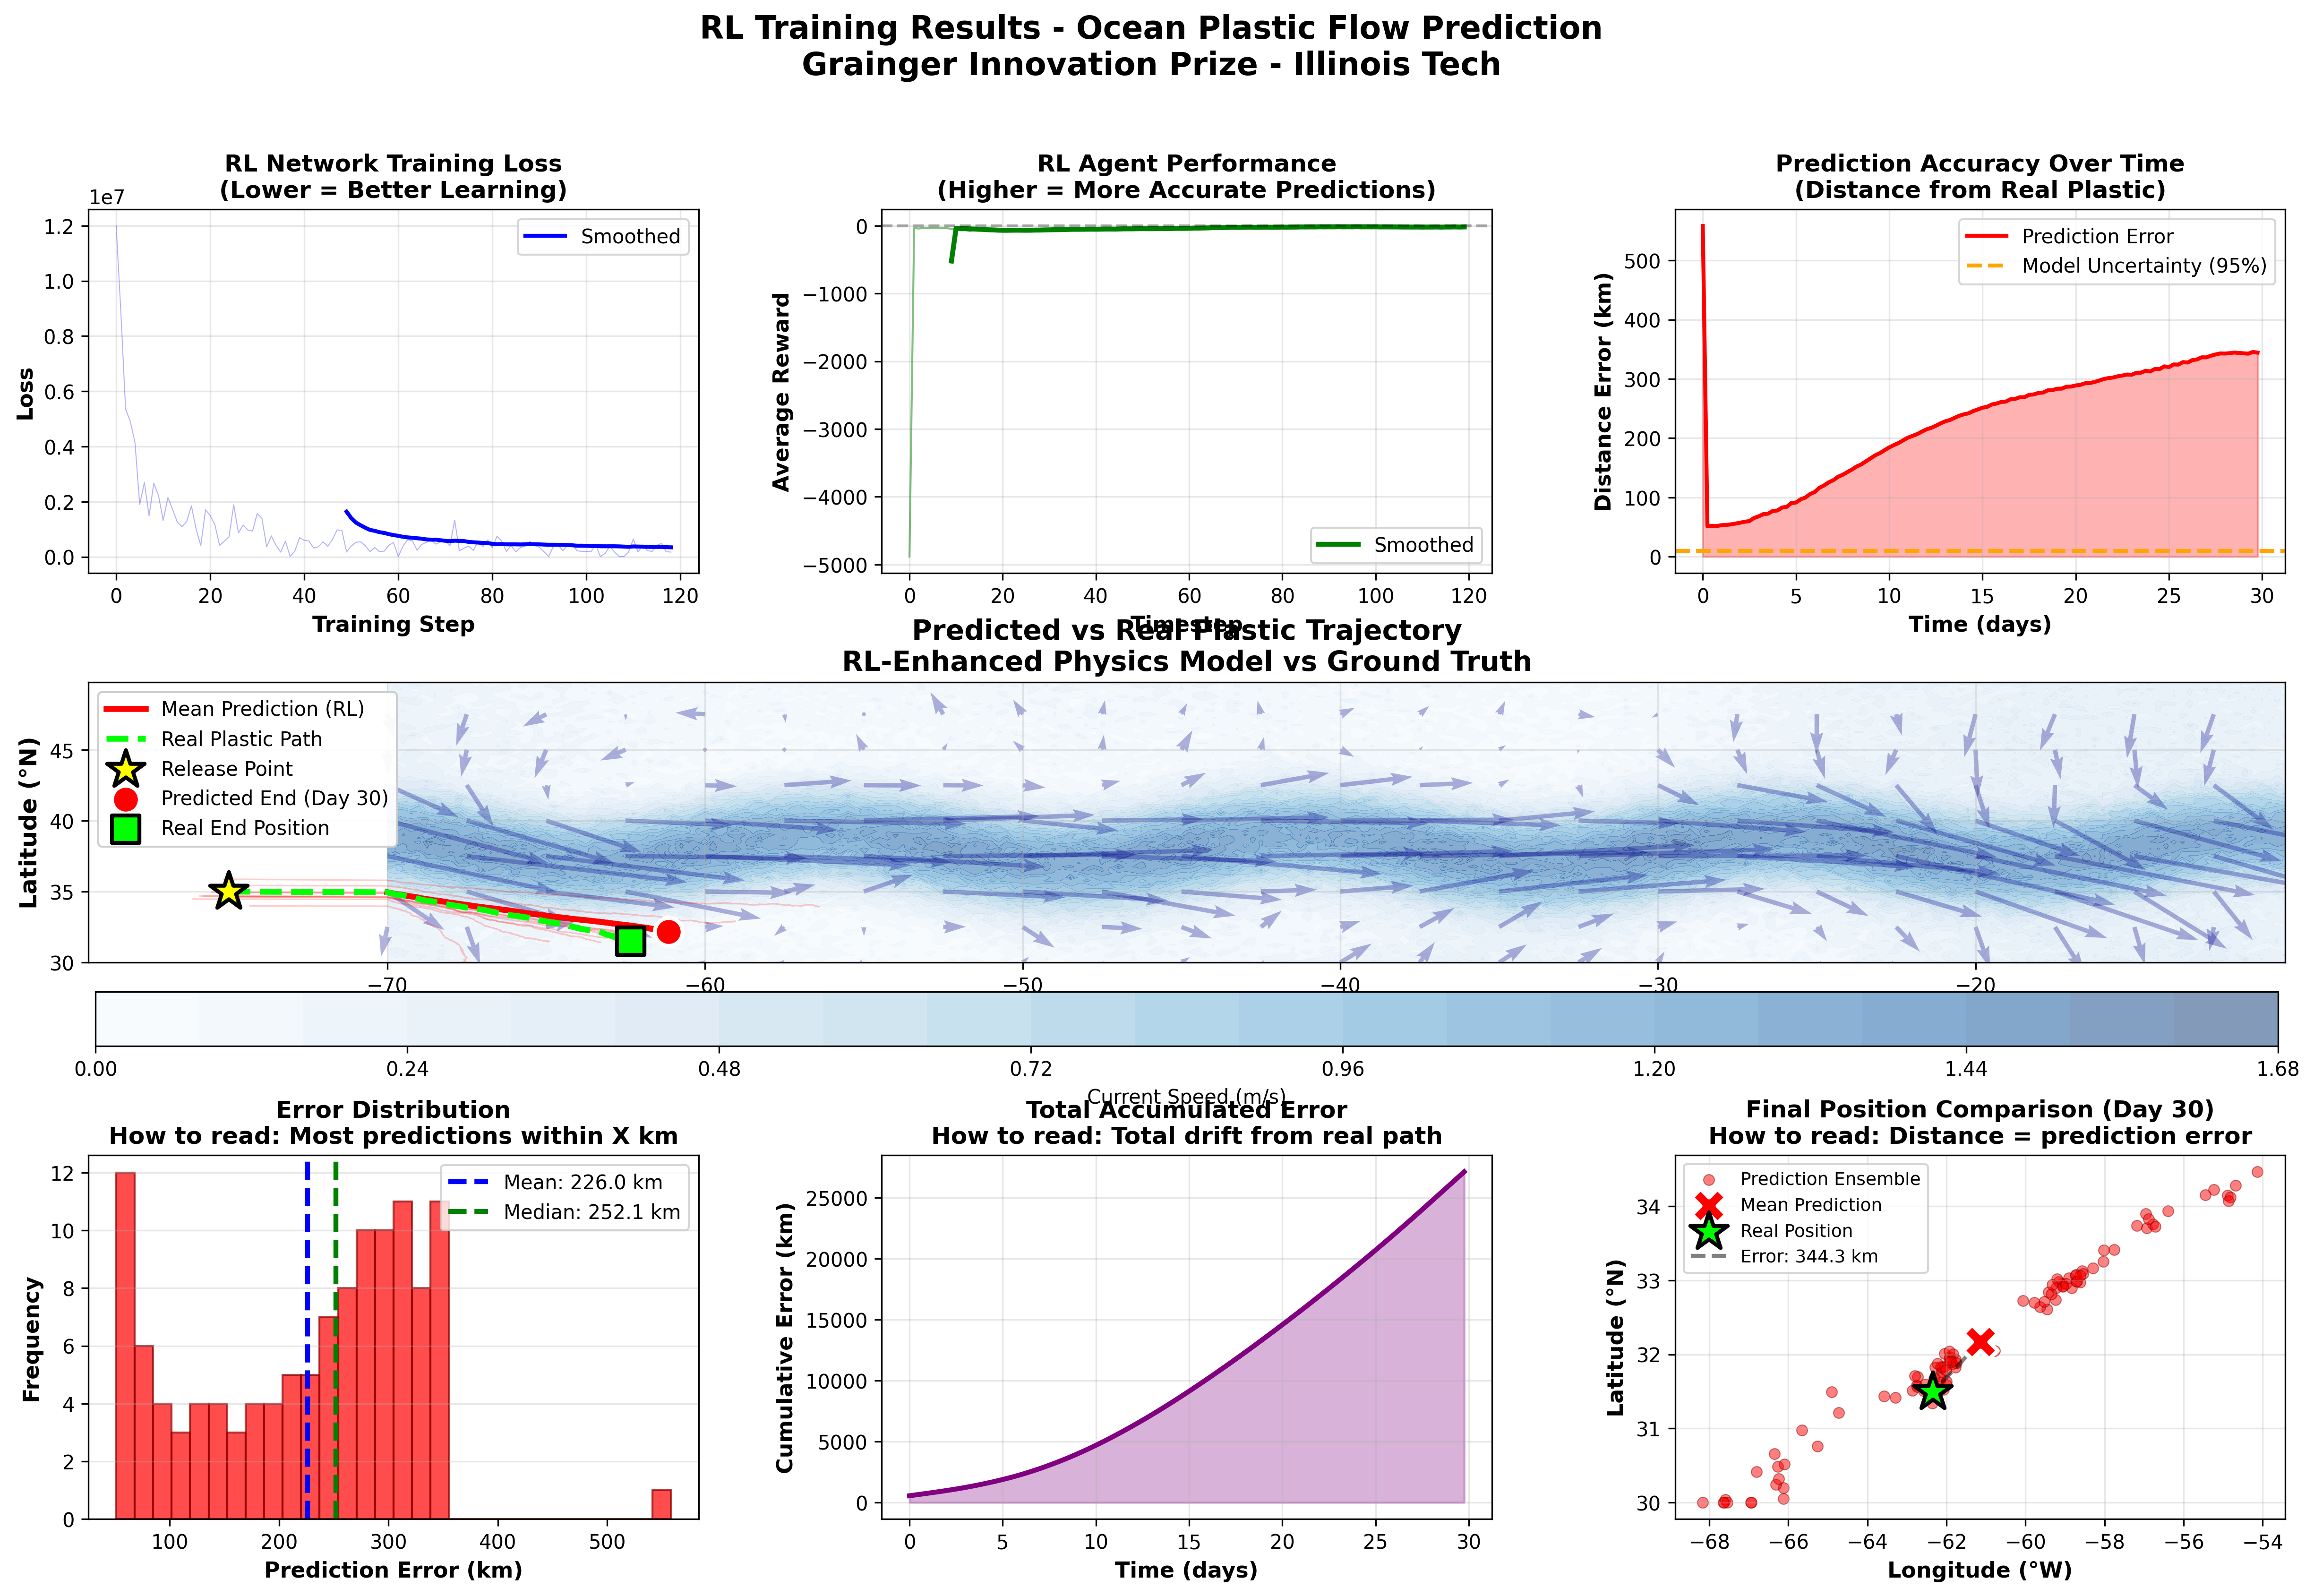 RL Training Results - Ocean Plastic Flow Prediction
Grainger Innovation Prize - Illinois Tech
RL Network Training Loss
(Lower = Better Learning)
1e7
Smoothed
1.2
1.0
0.8
0.6
0.4
0.2
0.0
Loss
0 20 40 60 80 100 120
Training Step
RL Agent Performance
(Higher = More Accurate Predictions)
0
−1000
−2000
−3000
−4000
−5000
Average Reward
Smoothed
0 20 40 60 80 100 120
Timestep
Prediction Accuracy Over Time
(Distance from Real Plastic)
Prediction Error
Model Uncertainty (95%)
500
400
300
200
100
0
Distance Error (km)
0 5 10 15 20 25 30
Time (days)
Predicted vs Real Plastic Trajectory
RL-Enhanced Physics Model vs Ground Truth
Mean Prediction (RL)
Real Plastic Path
Release Point
Predicted End (Day 30)
Real End Position
45
40
35
30
Latitude (°N)
−70 −60 −50 −40 −30 −20
0.00 0.24 0.48 0.72 0.96 1.20 1.44 1.68
Current Speed (m/s)
Error Distribution
How to read: Most predictions within X km
Mean: 226.0 km
Median: 252.1 km
12
10
8
6
4
2
0
Frequency
100 200 300 400 500
Prediction Error (km)
Total Accumulated Error
How to read: Total drift from real path
25000
20000
15000
10000
5000
0
Cumulative Error (km)
0 5 10 15 20 25 30
Time (days)
Final Position Comparison (Day 30)
How to read: Distance = prediction error
Prediction Ensemble
Mean Prediction
Real Position
Error: 344.3 km
34
33
32
31
30
Latitude (°N)
−68 −66 −64 −62 −60 −58 −56 −54
Longitude (°W)